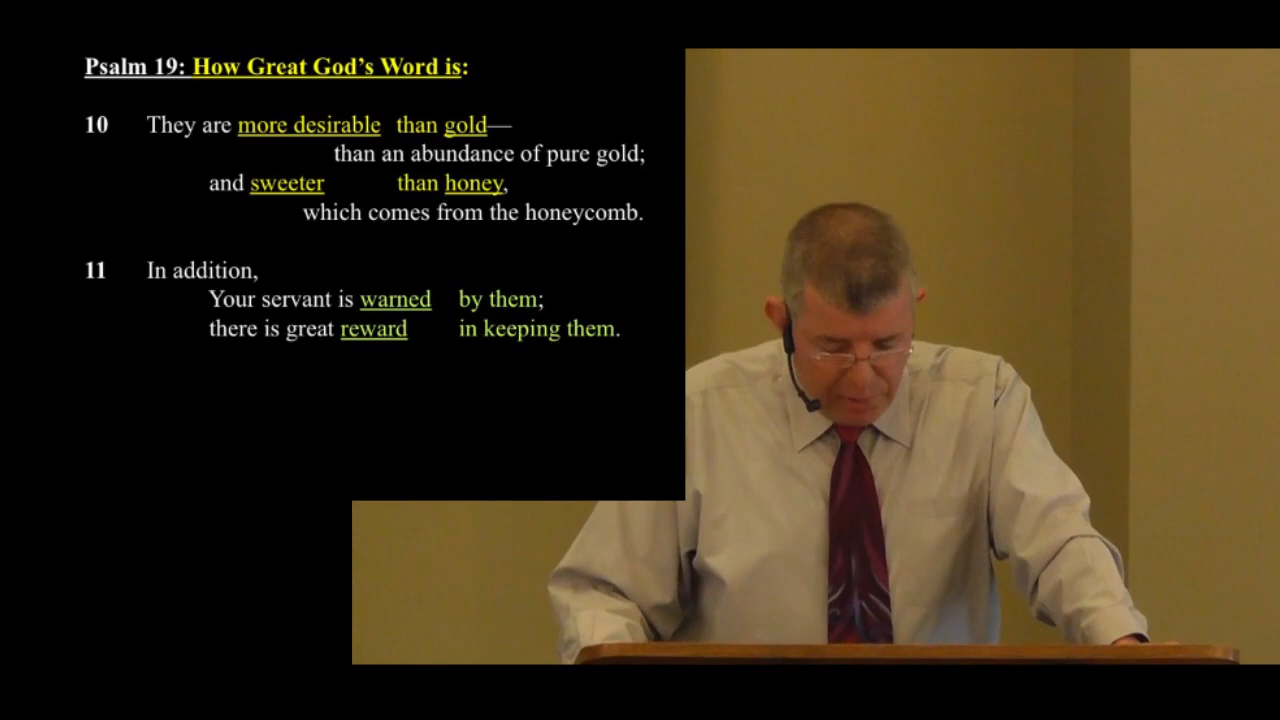 Psalm 19: How Great God's Word is:
10 They are more desirable than gold—
than an abundance of pure gold;
and sweeter than honey,
which comes from the honeycomb.
11 In addition,
Your servant is warned by them;
there is great reward in keeping them.